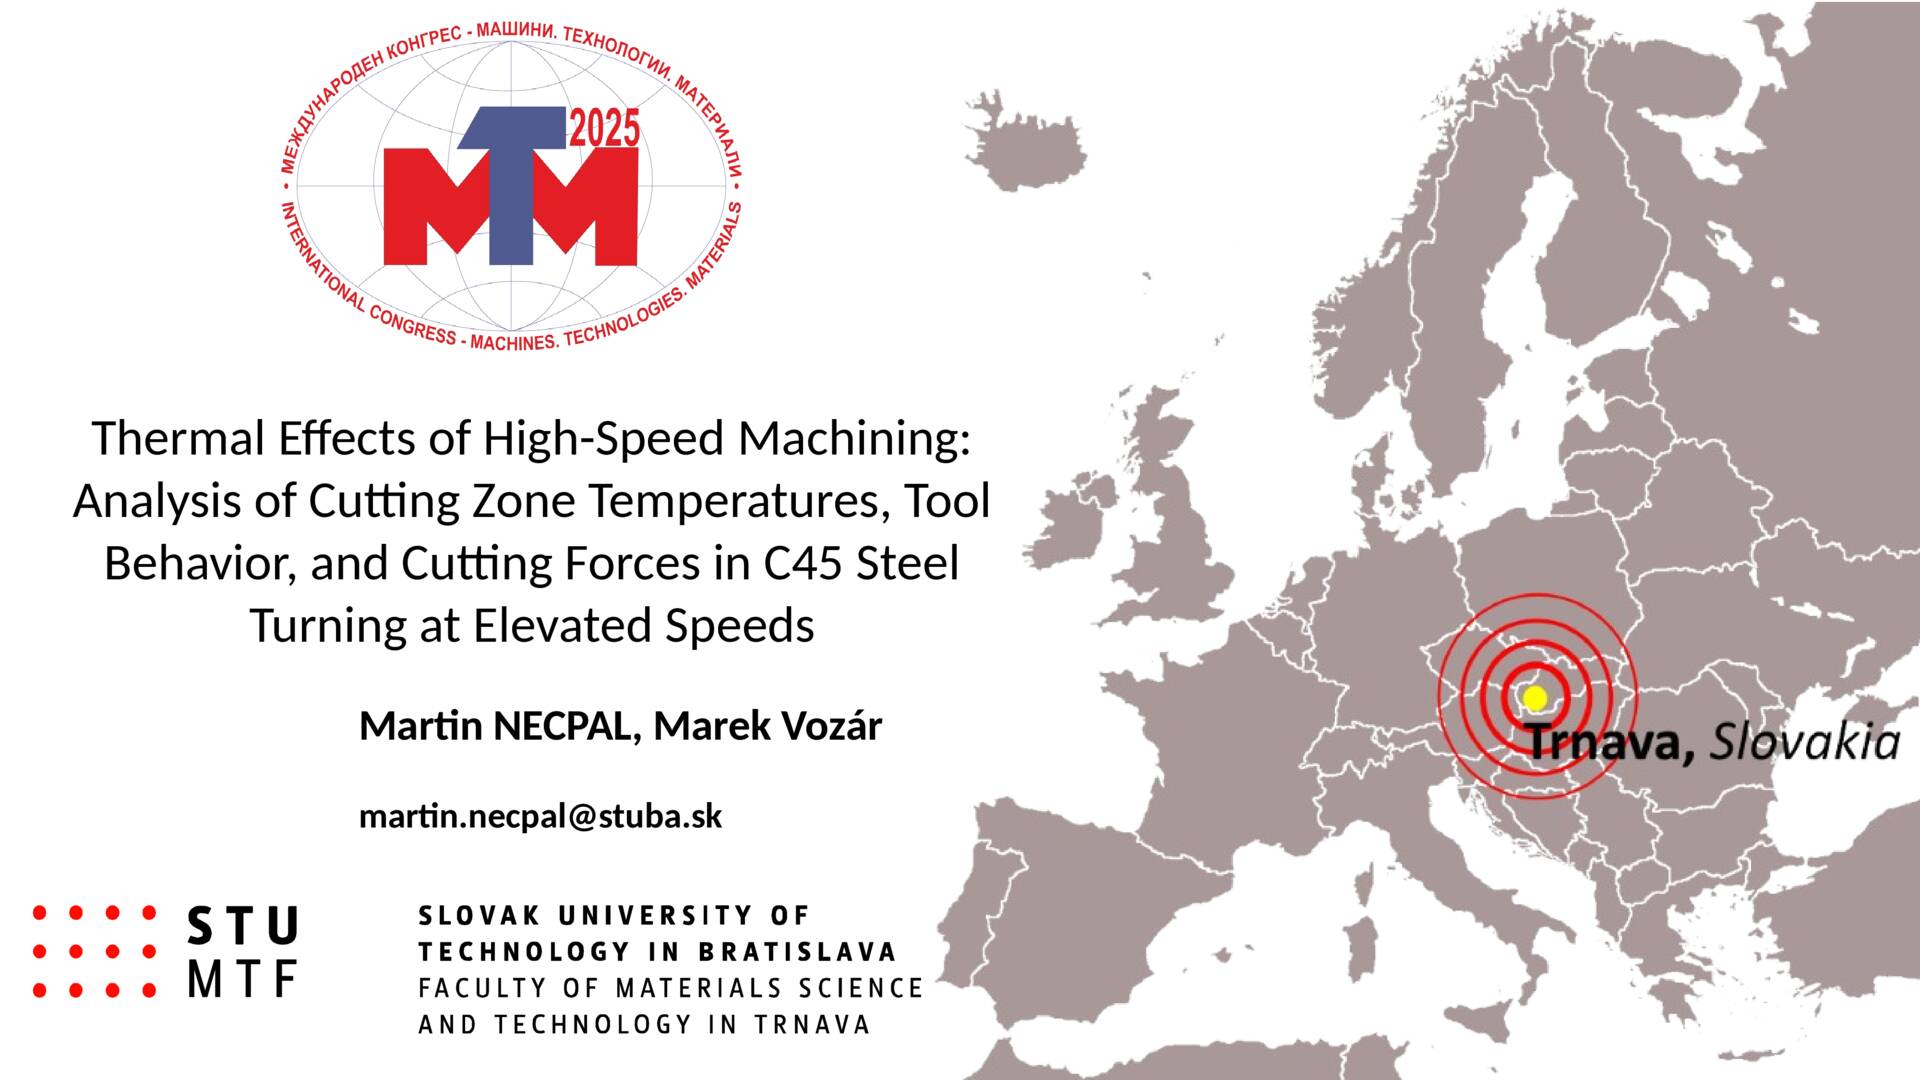 • МЕЖДУНАРОДЕН КОНГРЕС - МАШИНИ. ТЕХНОЛОГИИ. МАТЕРИАЛИ •
2025
MTM
INTERNATIONAL CONGRESS - MACHINES. TECHNOLOGIES. MATERIALS
Thermal Effects of High-Speed Machining:
Analysis of Cutting Zone Temperatures, Tool
Behavior, and Cutting Forces in C45 Steel
Turning at Elevated Speeds
Martin NECPAL, Marek Vozár
martin.necpal@stuba.sk
STU
MTF
SLOVAK UNIVERSITY OF
TECHNOLOGY IN BRATISLAVA
FACULTY OF MATERIALS SCIENCE
AND TECHNOLOGY IN TRNAVA
Trnava, Slovakia